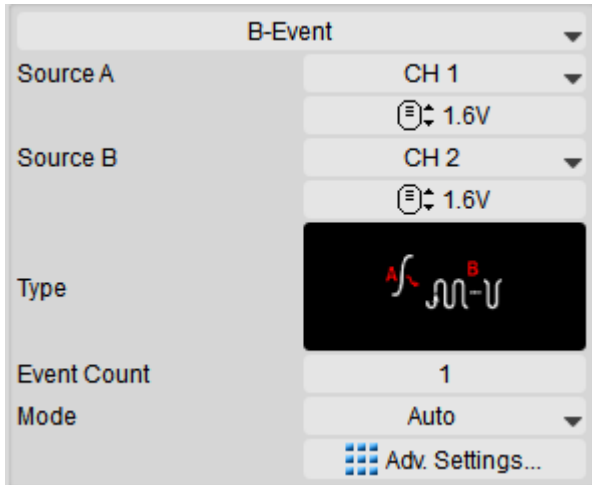 B-Event
Source A CH 1
1.6V
Source B CH 2
1.6V
Type A B
Event Count 1
Mode Auto
Adv. Settings...